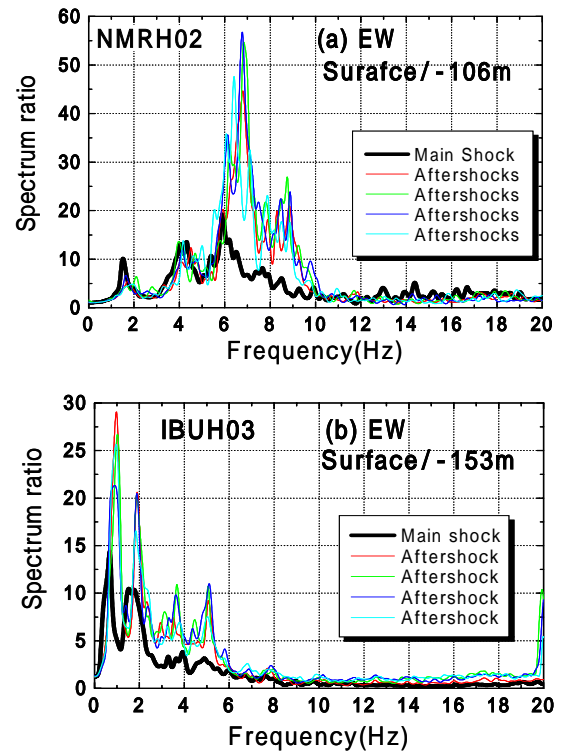 NMRH02 (a) EW
Surafce/-106m
Main Shock
Aftershocks
Aftershocks
Aftershocks
Aftershocks
Spectrum ratio
60
50
40
30
20
10
0
0 2 4 6 8 10 12 14 16 18 20
Frequency(Hz)
IBUH03 (b) EW
Surface/-153m
Main shock
Aftershock
Aftershock
Aftershock
Aftershock
Spectrum ratio
30
25
20
15
10
5
0
0 2 4 6 8 10 12 14 16 18 20
Frequency(Hz)